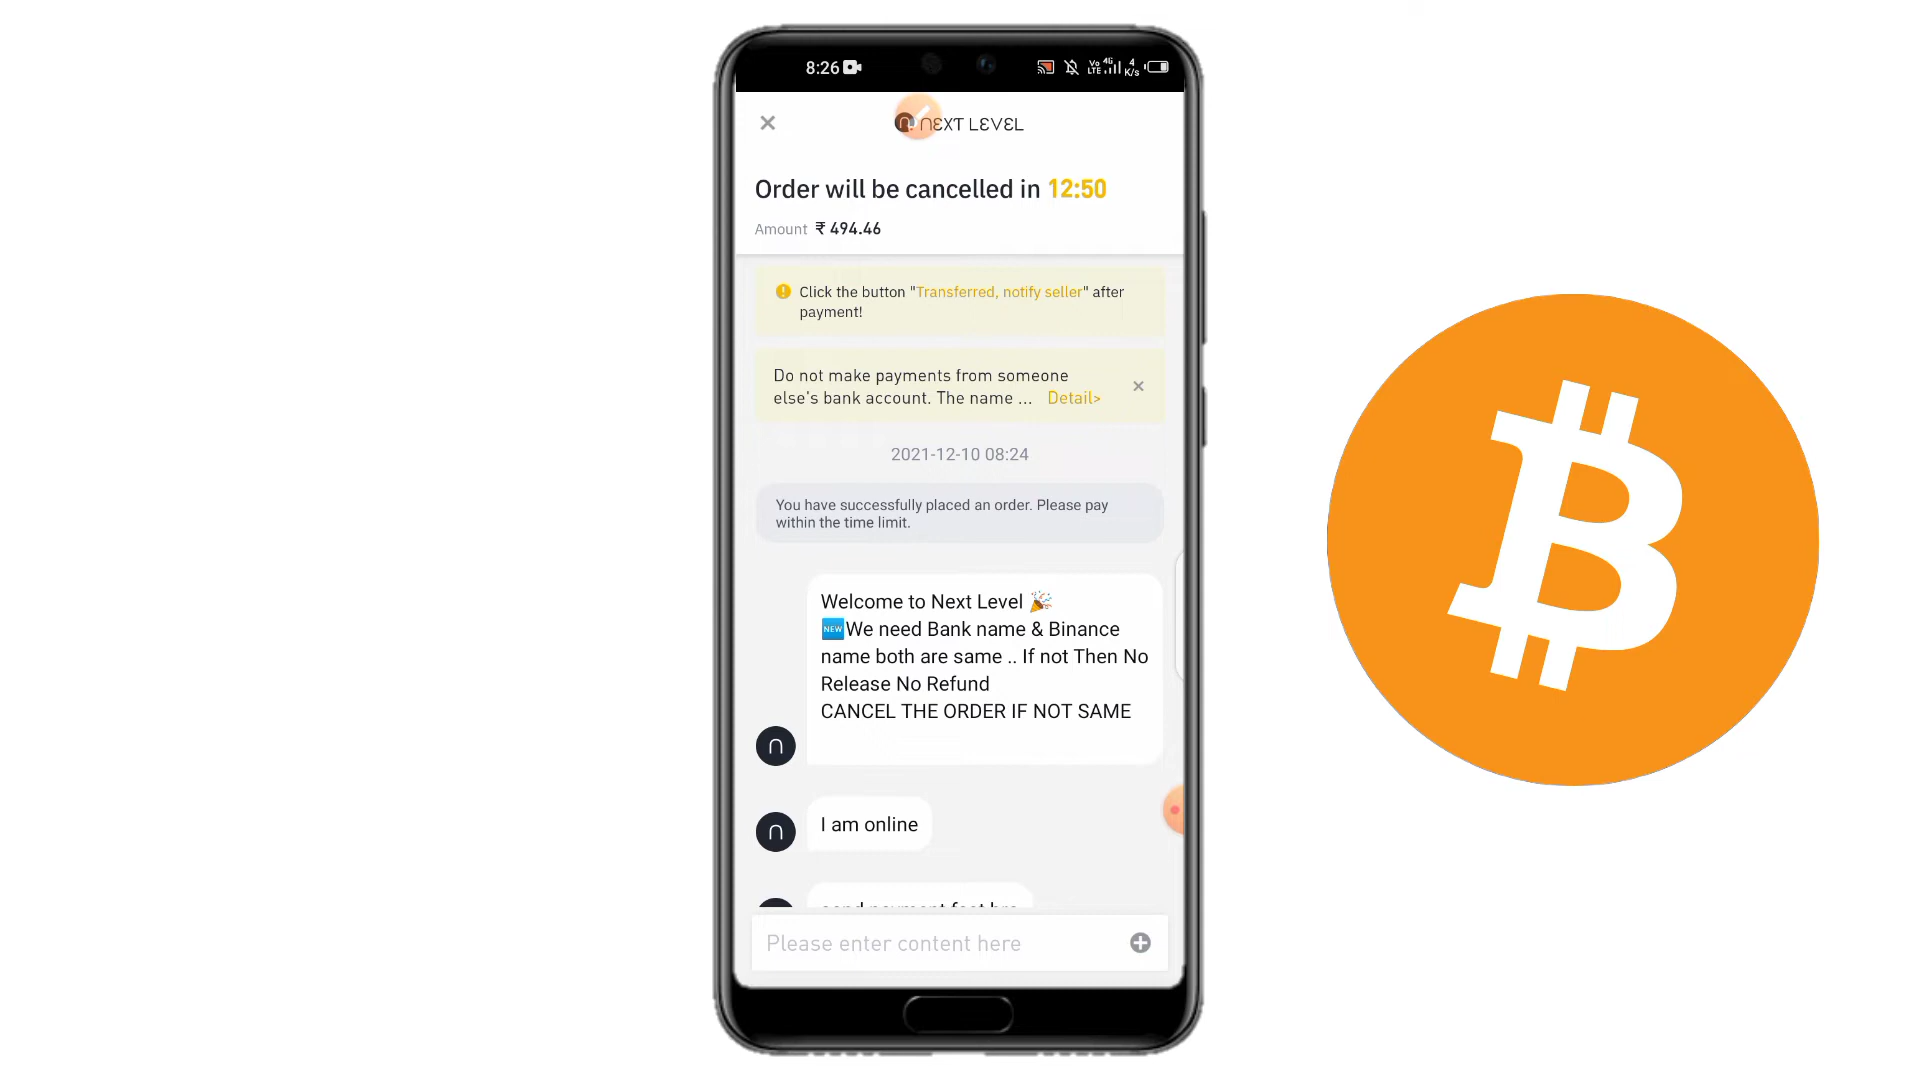 8:26
Vo LTE 4G 4 K/s
NEXT LEVEL
Order will be cancelled in 12:50
Amount ₹ 494.46
Click the button "Transferred, notify seller" after
payment!
Do not make payments from someone
else's bank account. The name ... Detail>
2021-12-10 08:24
You have successfully placed an order. Please pay
within the time limit.
Welcome to Next Level 🎉
🆕We need Bank name & Binance
name both are same .. If not Then No
Release No Refund
CANCEL THE ORDER IF NOT SAME
I am online
Please enter content here